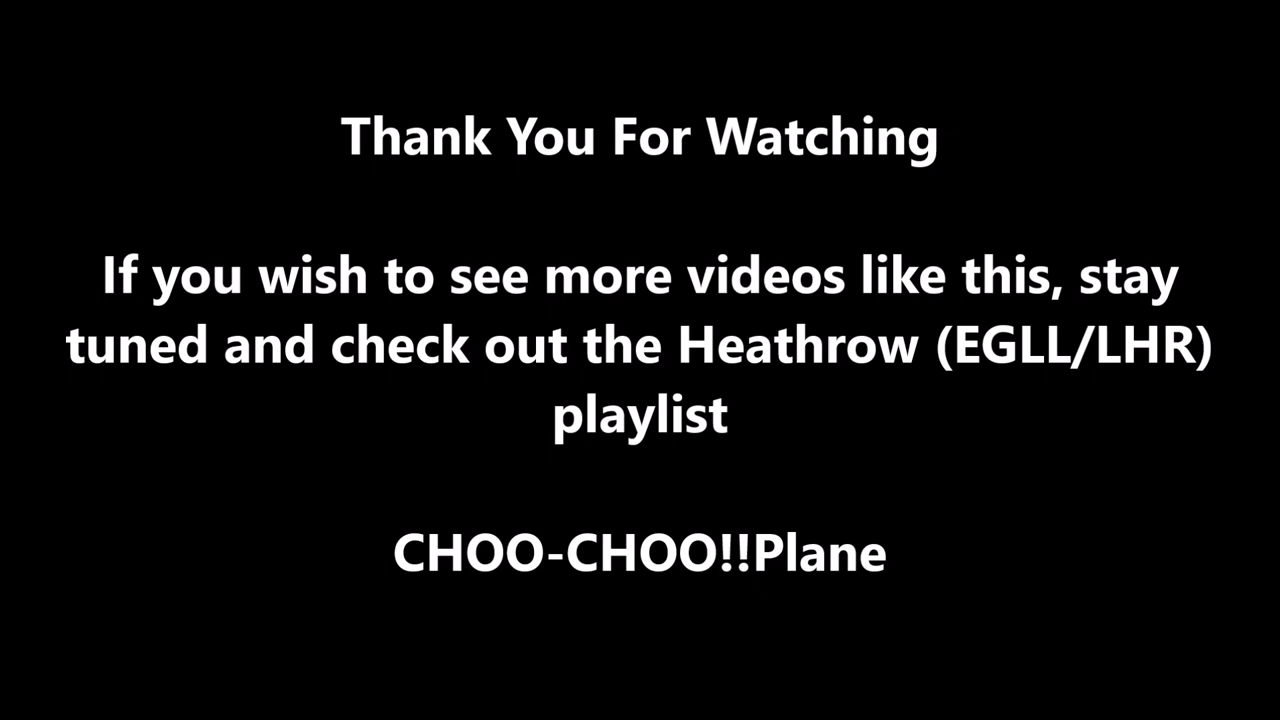 Thank You For Watching
If you wish to see more videos like this, stay
tuned and check out the Heathrow (EGLL/LHR)
playlist
CHOO-CHOO!!Plane